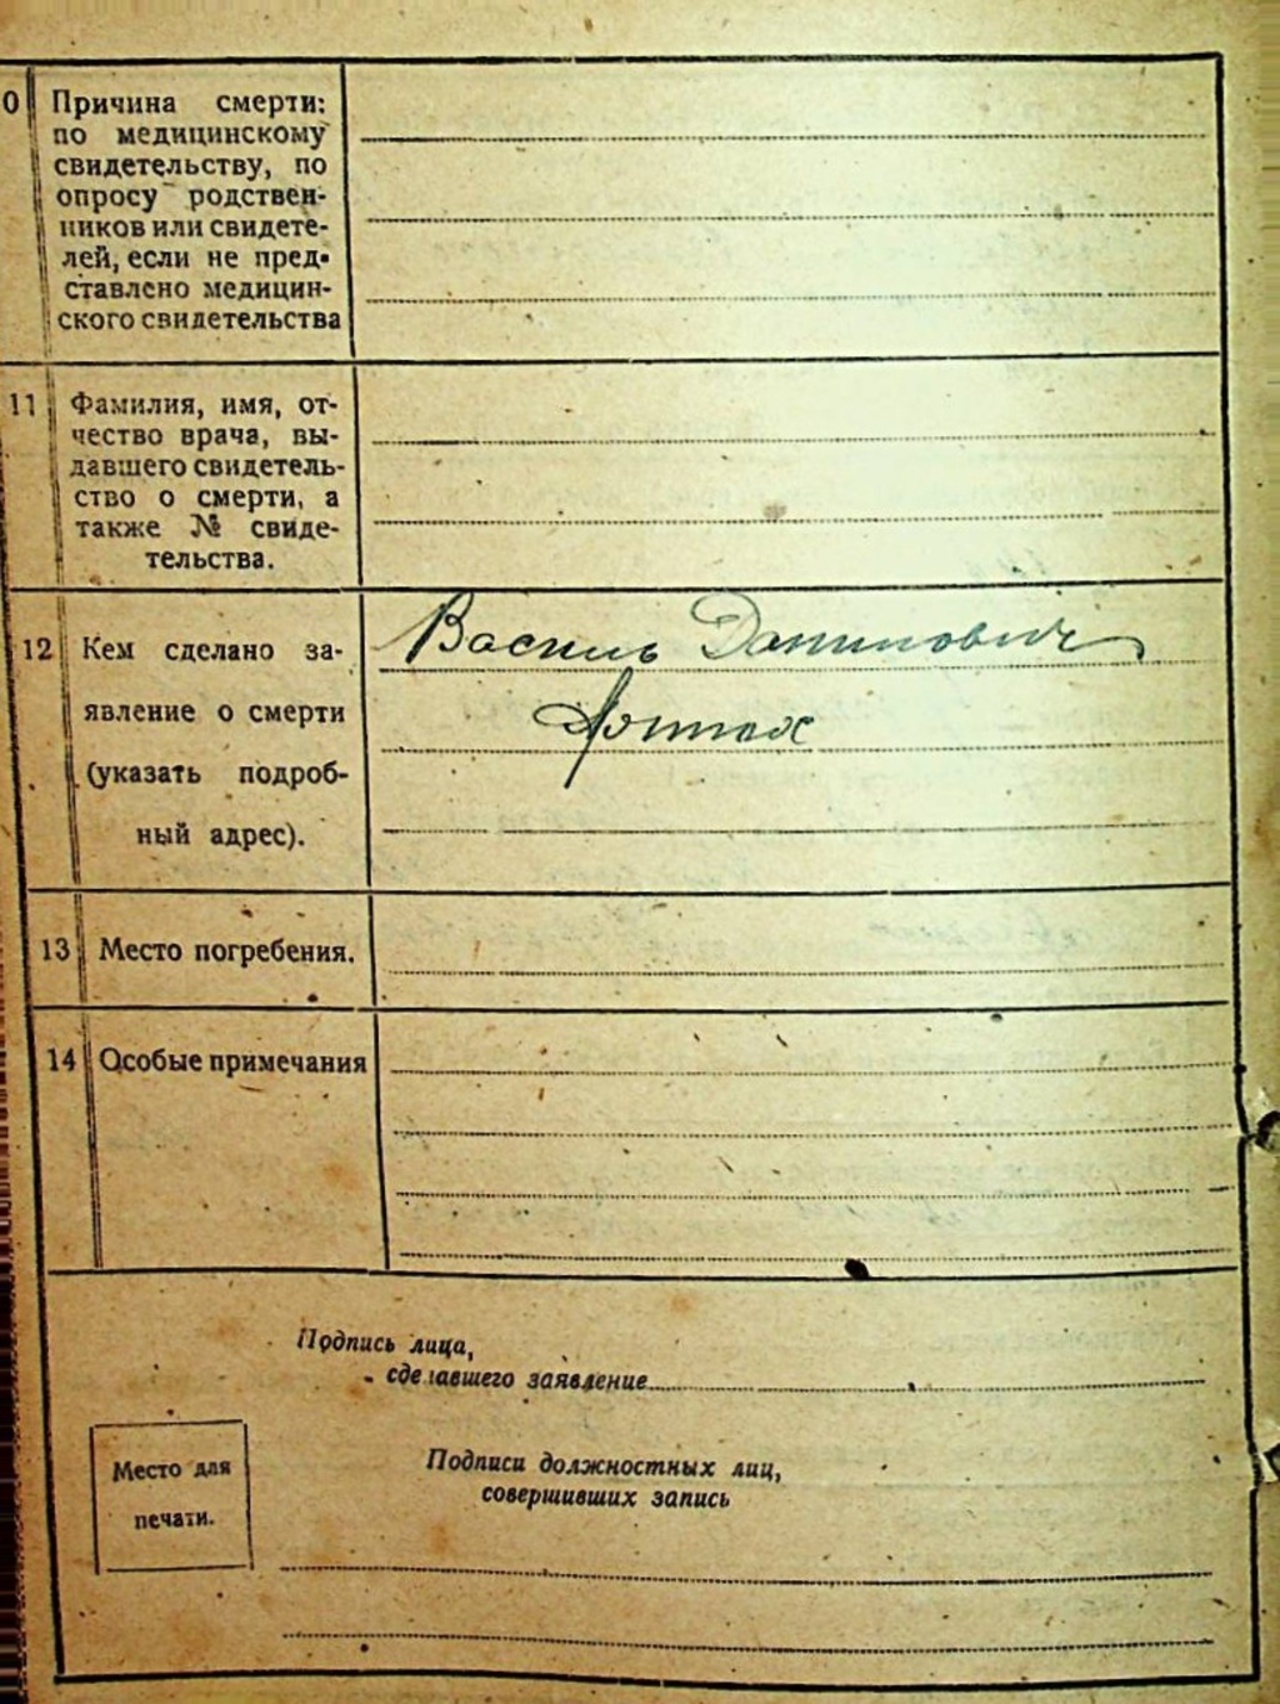 0 Причина смерти:
по медицинскому
свидетельству, по
опросу родствен-
ников или свидете-
лей, если не пред-
ставлено медицин-
ского свидетельства
11 Фамилия, имя, от-
чество врача, вы-
давшего свидетель-
ство о смерти, а
также № свиде-
тельства.
12 Кем сделано за-
явление о смерти
(указать подроб-
ный адрес).
Василь Данилович
13 Место погребения.
14 Особые примечания
Подпись лица,
сделавшего заявление
Место для
печати.
Подписи должностных лиц,
совершивших запись